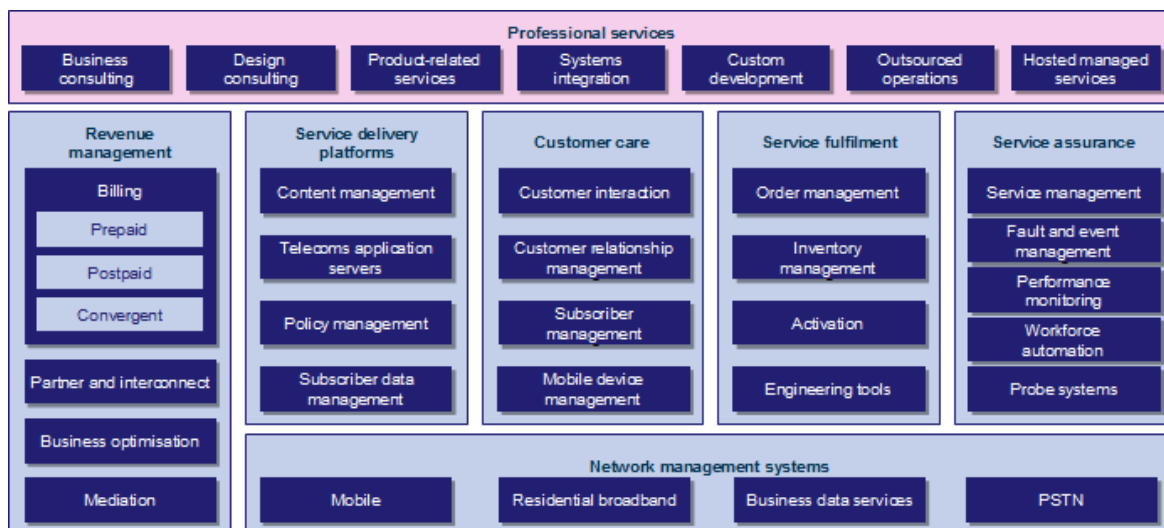 Professional services
Business
consulting
Design
consulting
Product-related
services
Systems
integration
Custom
development
Outsourced
operations
Hosted managed
services
Revenue
management
Billing
Prepaid
Postpaid
Convergent
Partner and interconnect
Business optimisation
Mediation
Service delivery
platforms
Content management
Telecoms application
servers
Policy management
Subscriber data
management
Customer care
Customer interaction
Customer relationship
management
Subscriber
management
Mobile device
management
Service fulfilment
Order management
Inventory
management
Activation
Engineering tools
Service assurance
Service management
Fault and event
management
Performance
monitoring
Workforce
automation
Probe systems
Network management systems
Mobile
Residential broadband
Business data services
PSTN